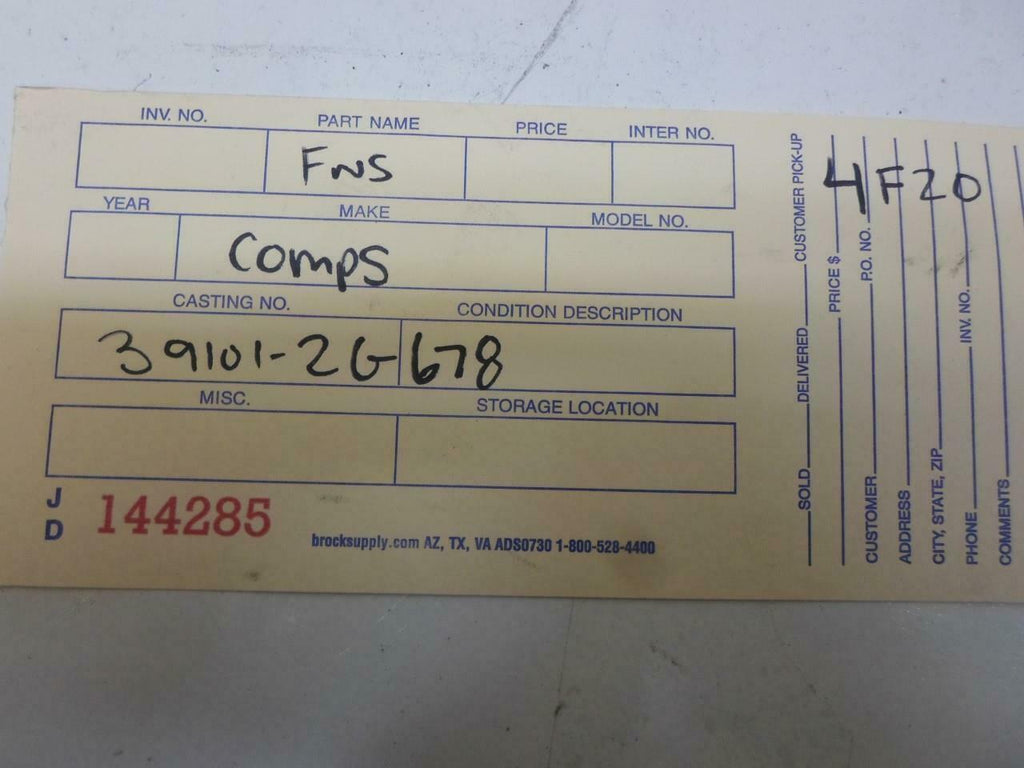 INV. NO. PART NAME PRICE INTER NO.
FNS
YEAR MAKE MODEL NO.
Comps
CASTING NO. CONDITION DESCRIPTION
39101-2G678
MISC. STORAGE LOCATION
J
D
144285
brocksupply.com AZ, TX, VA ADS0730 1-800-528-4400
4F20
SOLD DELIVERED CUSTOMER PICK-UP
PRICE $
CUSTOMER P.O. NO.
ADDRESS
CITY, STATE, ZIP
PHONE INV. NO.
COMMENTS